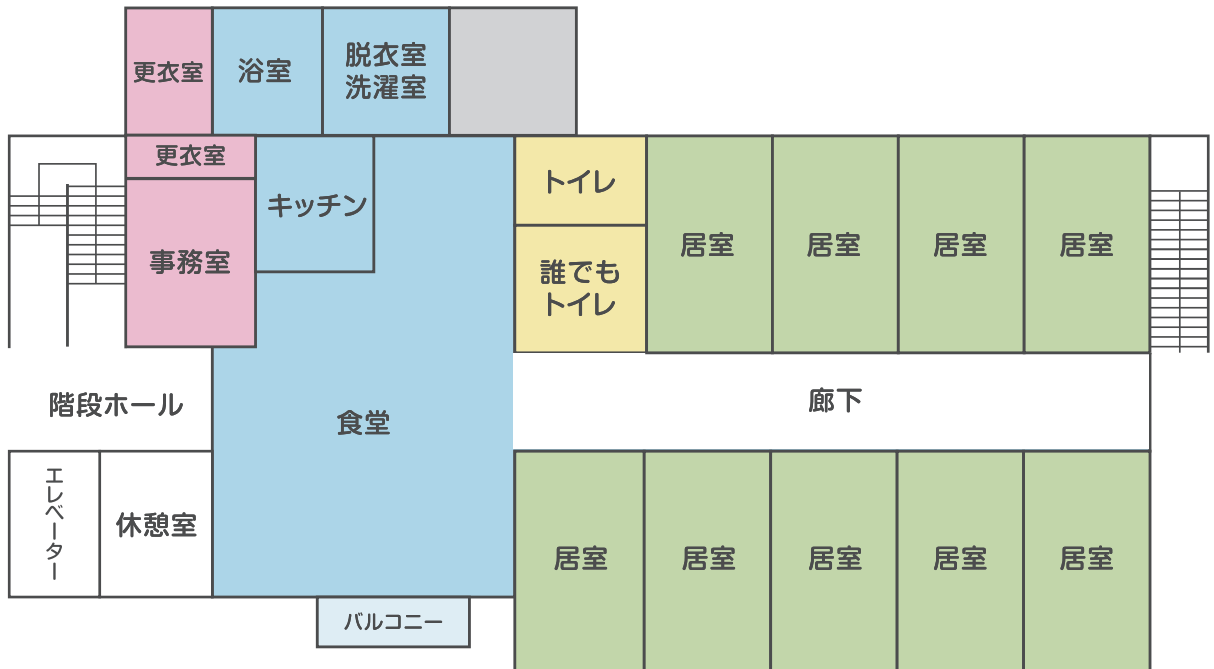 更衣室
浴室
脱衣室
洗濯室
更衣室
キッチン
事務室
トイレ
誰でも
トイレ
居室
居室
居室
居室
階段ホール
食堂
廊下
エレベーター
休憩室
居室
居室
居室
居室
居室
バルコニー